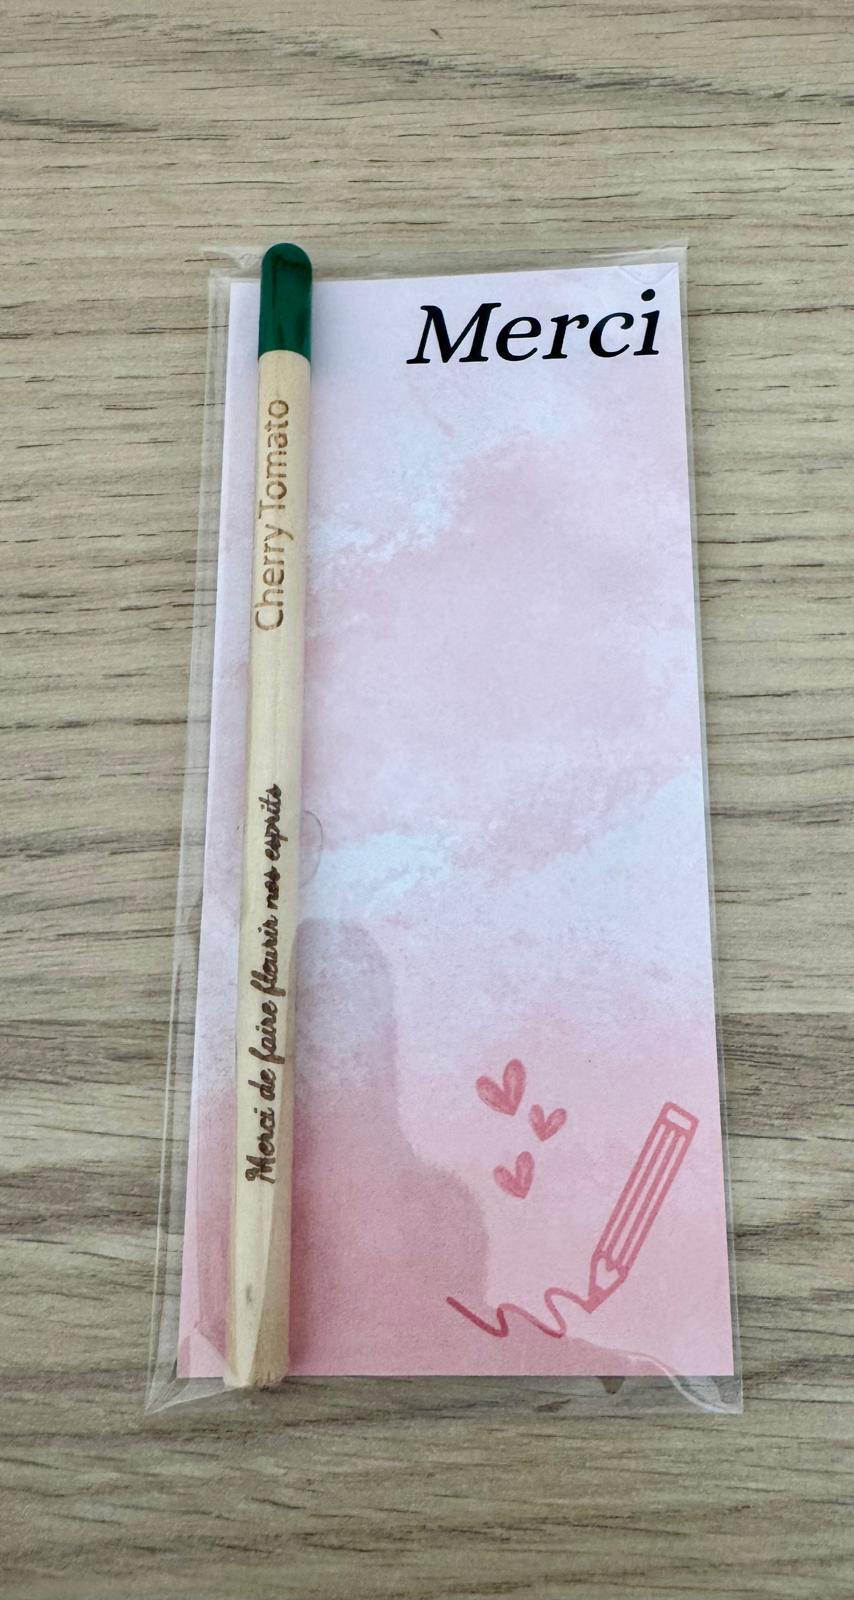 Merci
Cherry Tomato
Merci de faire fleurir nos esprits